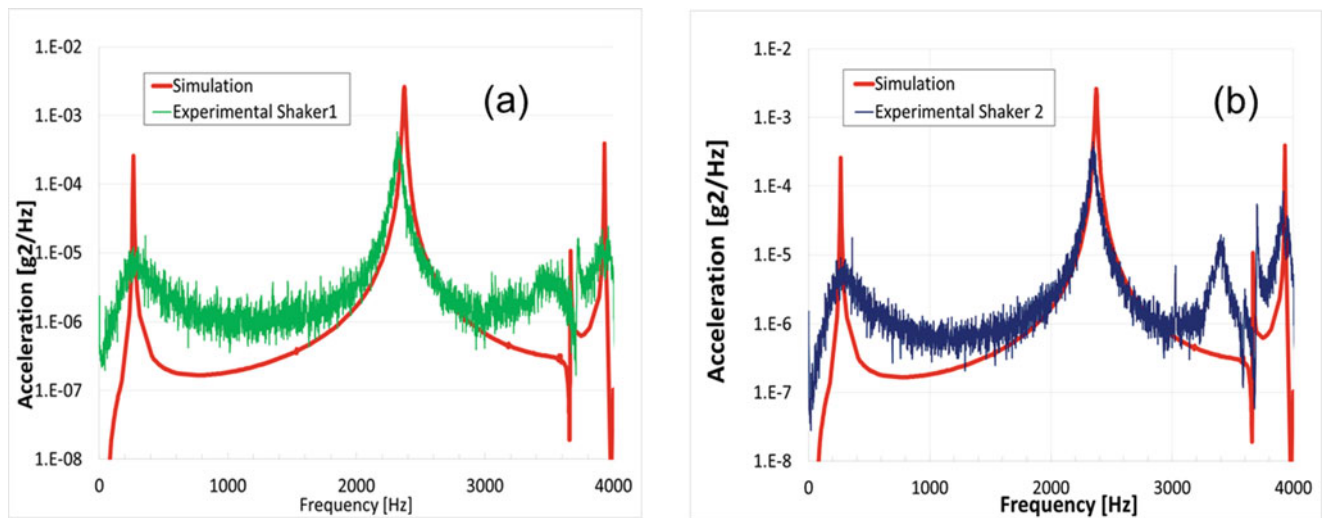 1.E-02
1.E-03
1.E-04
1.E-05
1.E-06
1.E-07
1.E-08
Acceleration [g2/Hz]
Simulation
Experimental Shaker1
(a)
0 1000 2000 3000 4000
Frequency [Hz]
1.E-2
1.E-3
1.E-4
1.E-5
1.E-6
1.E-7
1.E-8
Acceleration [g2/Hz]
Simulation
Experimental Shaker 2
(b)
0 1000 2000 3000 4000
Frequency [Hz]